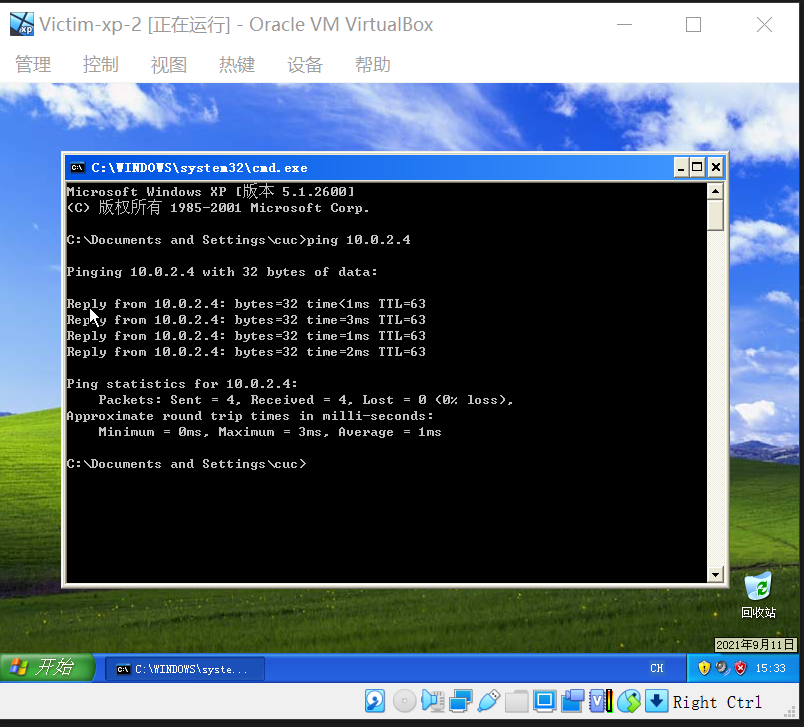 Victim-xp-2 [正在运行] - Oracle VM VirtualBox
管理 控制 视图 热键 设备 帮助
C:\WINDOWS\system32\cmd.exe
Microsoft Windows XP [版本 5.1.2600]
(C) 版权所有 1985-2001 Microsoft Corp.
C:\Documents and Settings\cuc>ping 10.0.2.4
Pinging 10.0.2.4 with 32 bytes of data:
Reply from 10.0.2.4: bytes=32 time<1ms TTL=63
Reply from 10.0.2.4: bytes=32 time=3ms TTL=63
Reply from 10.0.2.4: bytes=32 time=1ms TTL=63
Reply from 10.0.2.4: bytes=32 time=2ms TTL=63
Ping statistics for 10.0.2.4:
Packets: Sent = 4, Received = 4, Lost = 0 (0% loss),
Approximate round trip times in milli-seconds:
Minimum = 0ms, Maximum = 3ms, Average = 1ms
C:\Documents and Settings\cuc>
回收站
2021年9月11日
开始 C:\WINDOWS\syste... CH 15:33
Right Ctrl